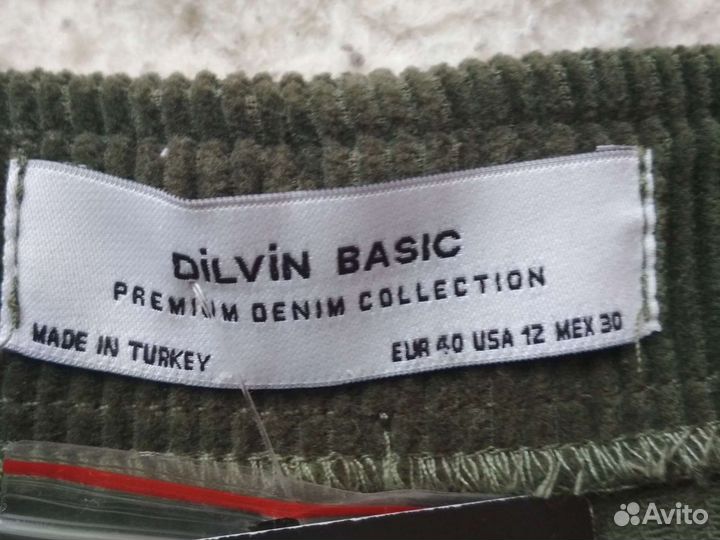 DiLViN BASIC
PREMIUM DENIM COLLECTION
MADE IN TURKEY
EUR 40 USA 12 MEX 30
Avito